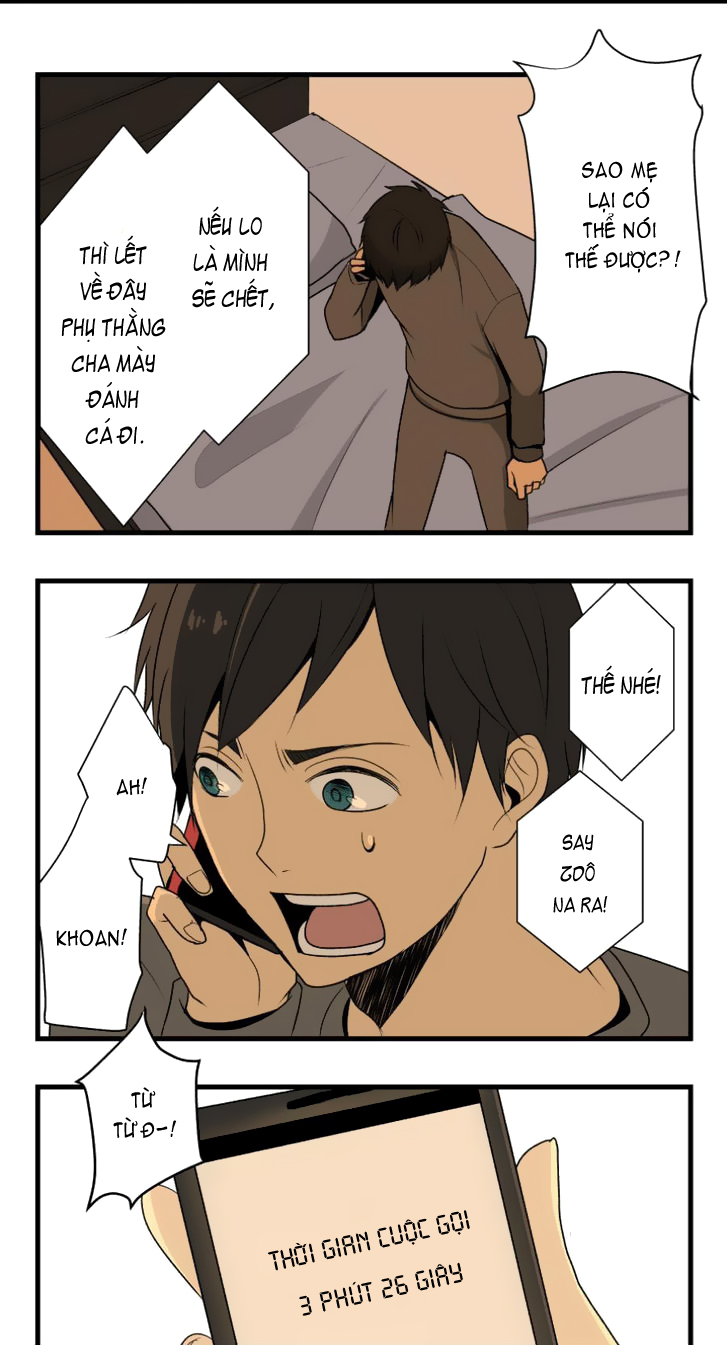 SAO MẸ
LẠI CÓ
THỂ NÓI
THẾ ĐƯỢC?!
NẾU LO
LÀ MÌNH
SẼ CHẾT,
THÌ LẾT
VỀ ĐÂY
PHỤ THẰNG
CHA MÀY
ĐÁNH
CÁ ĐI.
THẾ NHÉ!
AH!
SAY
ZDÔ
NA RA!
KHOAN!
TỪ
TỪ Đ-!
THỜI GIAN CUỘC GỌI
3 PHÚT 26 GIÂY